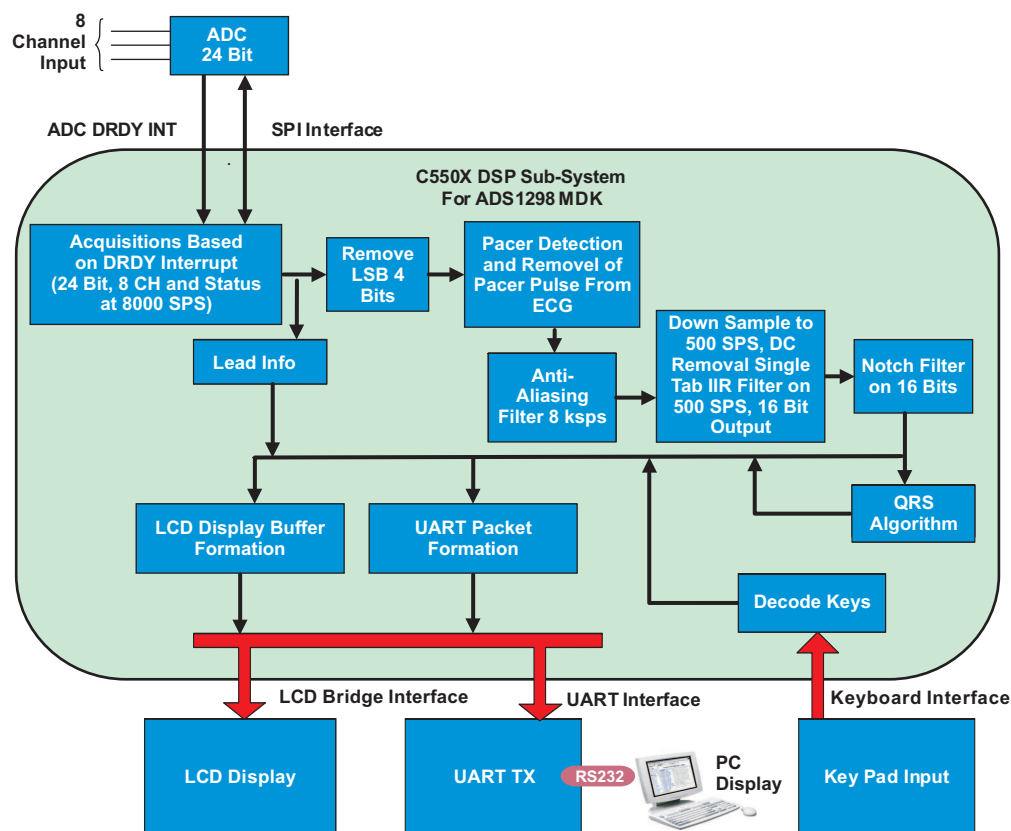 8
Channel
Input
ADC
24 Bit
ADC DRDY INT
SPI Interface
C550X DSP Sub-System
For ADS1298 MDK
Acquisitions Based
on DRDY Interrupt
(24 Bit, 8 CH and Status
at 8000 SPS)
Remove
LSB 4
Bits
Pacer Detection
and Removel of
Pacer Pulse From
ECG
Lead Info
Anti-
Aliasing
Filter 8 ksps
Down Sample to
500 SPS, DC
Removal Single
Tab IIR Filter on
500 SPS, 16 Bit
Output
Notch Filter
on 16 Bits
LCD Display Buffer
Formation
UART Packet
Formation
QRS
Algorithm
Decode Keys
LCD Bridge Interface
UART Interface
Keyboard Interface
LCD Display
UART TX
RS232
PC
Display
Key Pad Input